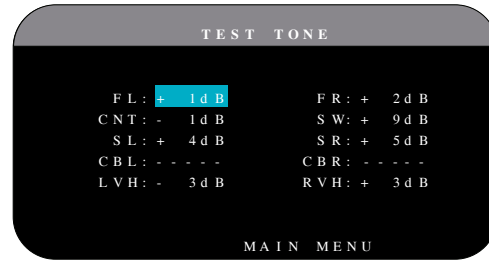 TEST TONE
FL: + 1dB FR: + 2dB
CNT: - 1dB SW: + 9dB
SL: + 4dB SR: + 5dB
CBL: - - - - - CBR: - - - - -
LVH: - 3dB RVH: + 3dB
MAIN MENU